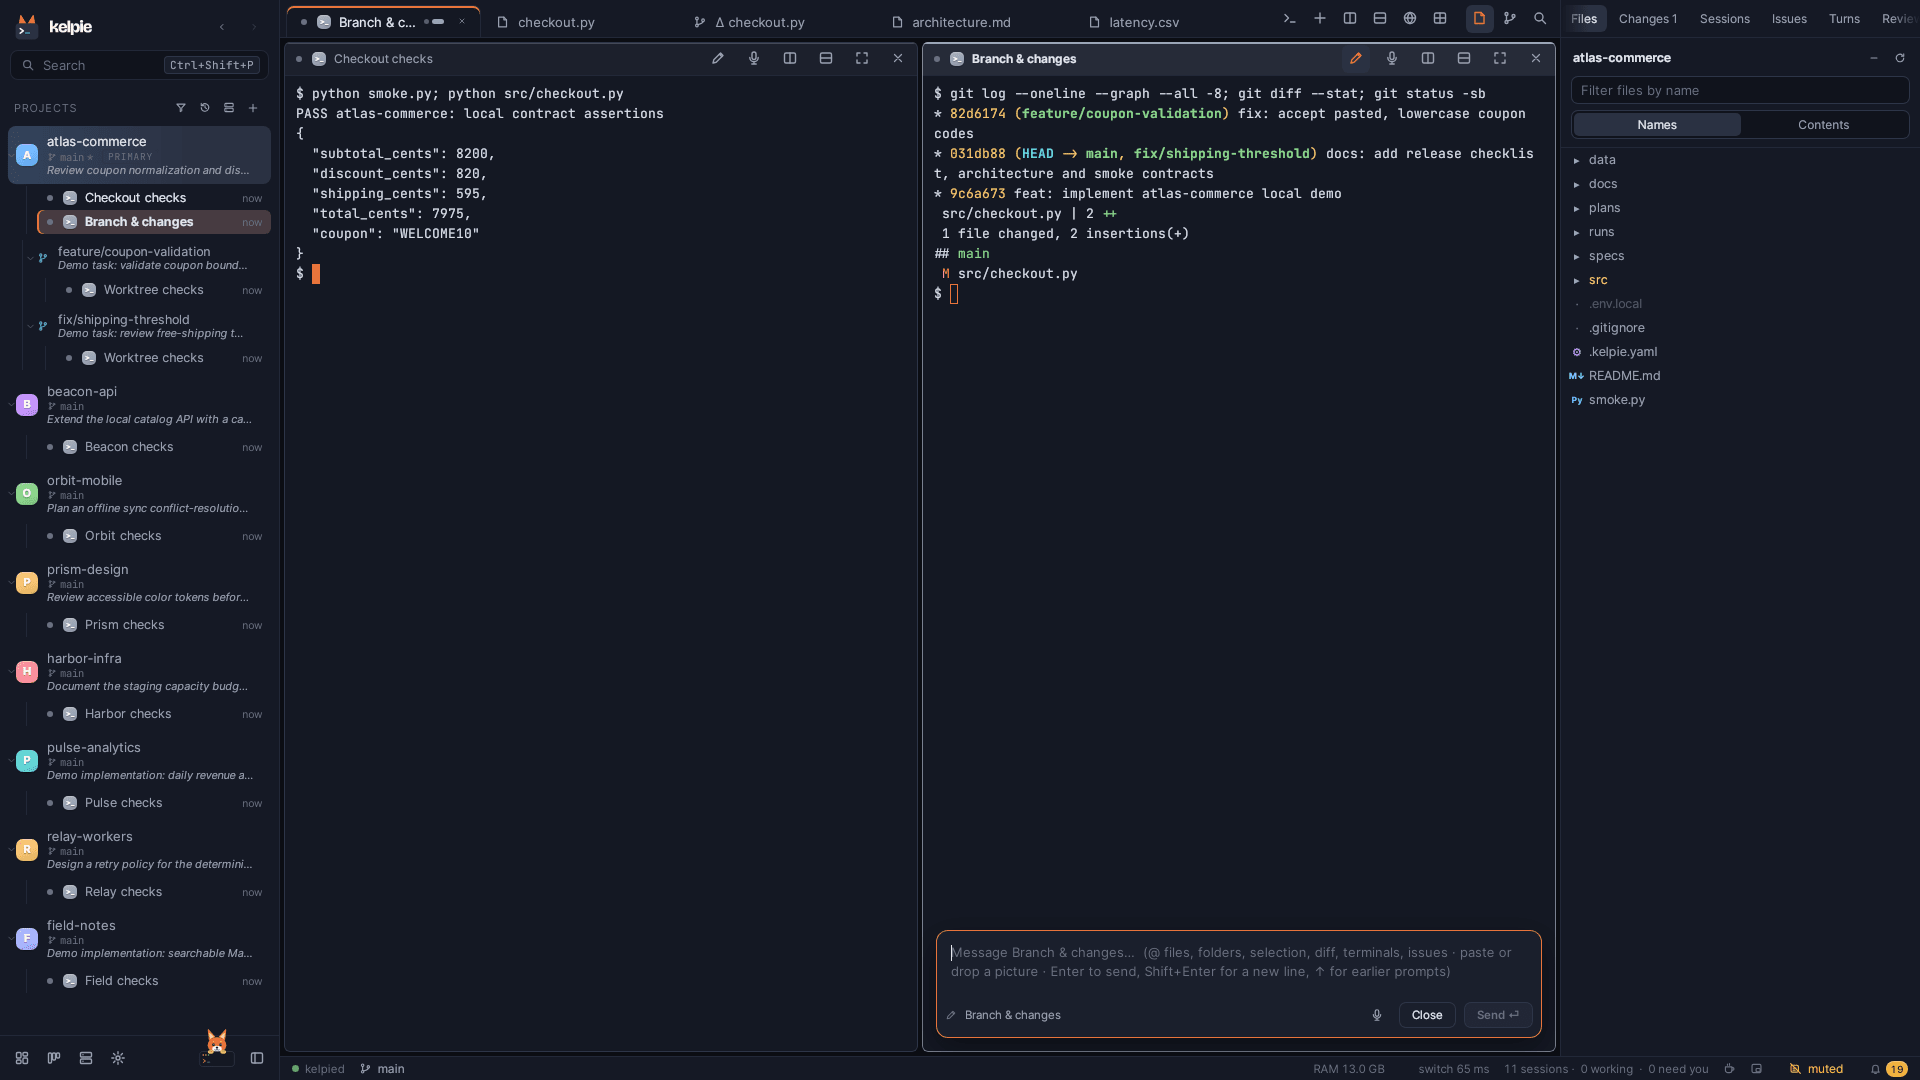 kelpie
Search Ctrl+Shift+P
PROJECTS
A atlas-commerce
main * PRIMARY
Review coupon normalization and dis...
Checkout checks now
Branch & changes now
feature/coupon-validation
Demo task: validate coupon bound...
Worktree checks now
fix/shipping-threshold
Demo task: review free-shipping t...
Worktree checks now
B beacon-api
main
Extend the local catalog API with a ca...
Beacon checks now
O orbit-mobile
main
Plan an offline sync conflict-resolutio...
Orbit checks now
P prism-design
main
Review accessible color tokens befor...
Prism checks now
H harbor-infra
main
Document the staging capacity budg...
Harbor checks now
P pulse-analytics
main
Demo implementation: daily revenue a...
Pulse checks now
R relay-workers
main
Design a retry policy for the determini...
Relay checks now
F field-notes
main
Demo implementation: searchable Ma...
Field checks now
Branch & c... checkout.py Δ checkout.py architecture.md latency.csv
Checkout checks
$ python smoke.py; python src/checkout.py
PASS atlas-commerce: local contract assertions
{
"subtotal_cents": 8200,
"discount_cents": 820,
"shipping_cents": 595,
"total_cents": 7975,
"coupon": "WELCOME10"
}
$
Branch & changes
$ git log --oneline --graph --all -8; git diff --stat; git status -sb
* 82d6174 (feature/coupon-validation) fix: accept pasted, lowercase coupon
codes
* 031db88 (HEAD -> main, fix/shipping-threshold) docs: add release checklis
t, architecture and smoke contracts
* 9c6a673 feat: implement atlas-commerce local demo
src/checkout.py | 2 ++
1 file changed, 2 insertions(+)
## main
M src/checkout.py
$
Message Branch & changes... (@ files, folders, selection, diff, terminals, issues · paste or
drop a picture · Enter to send, Shift+Enter for a new line, ↑ for earlier prompts)
Branch & changes Close Send ⏎
Files Changes 1 Sessions Issues Turns Review
atlas-commerce
Filter files by name
Names Contents
data
docs
plans
runs
specs
src
.env.local
.gitignore
.kelpie.yaml
M↓ README.md
Py smoke.py
kelpied main RAM 13.0 GB switch 65 ms 11 sessions · 0 working · 0 need you muted 19